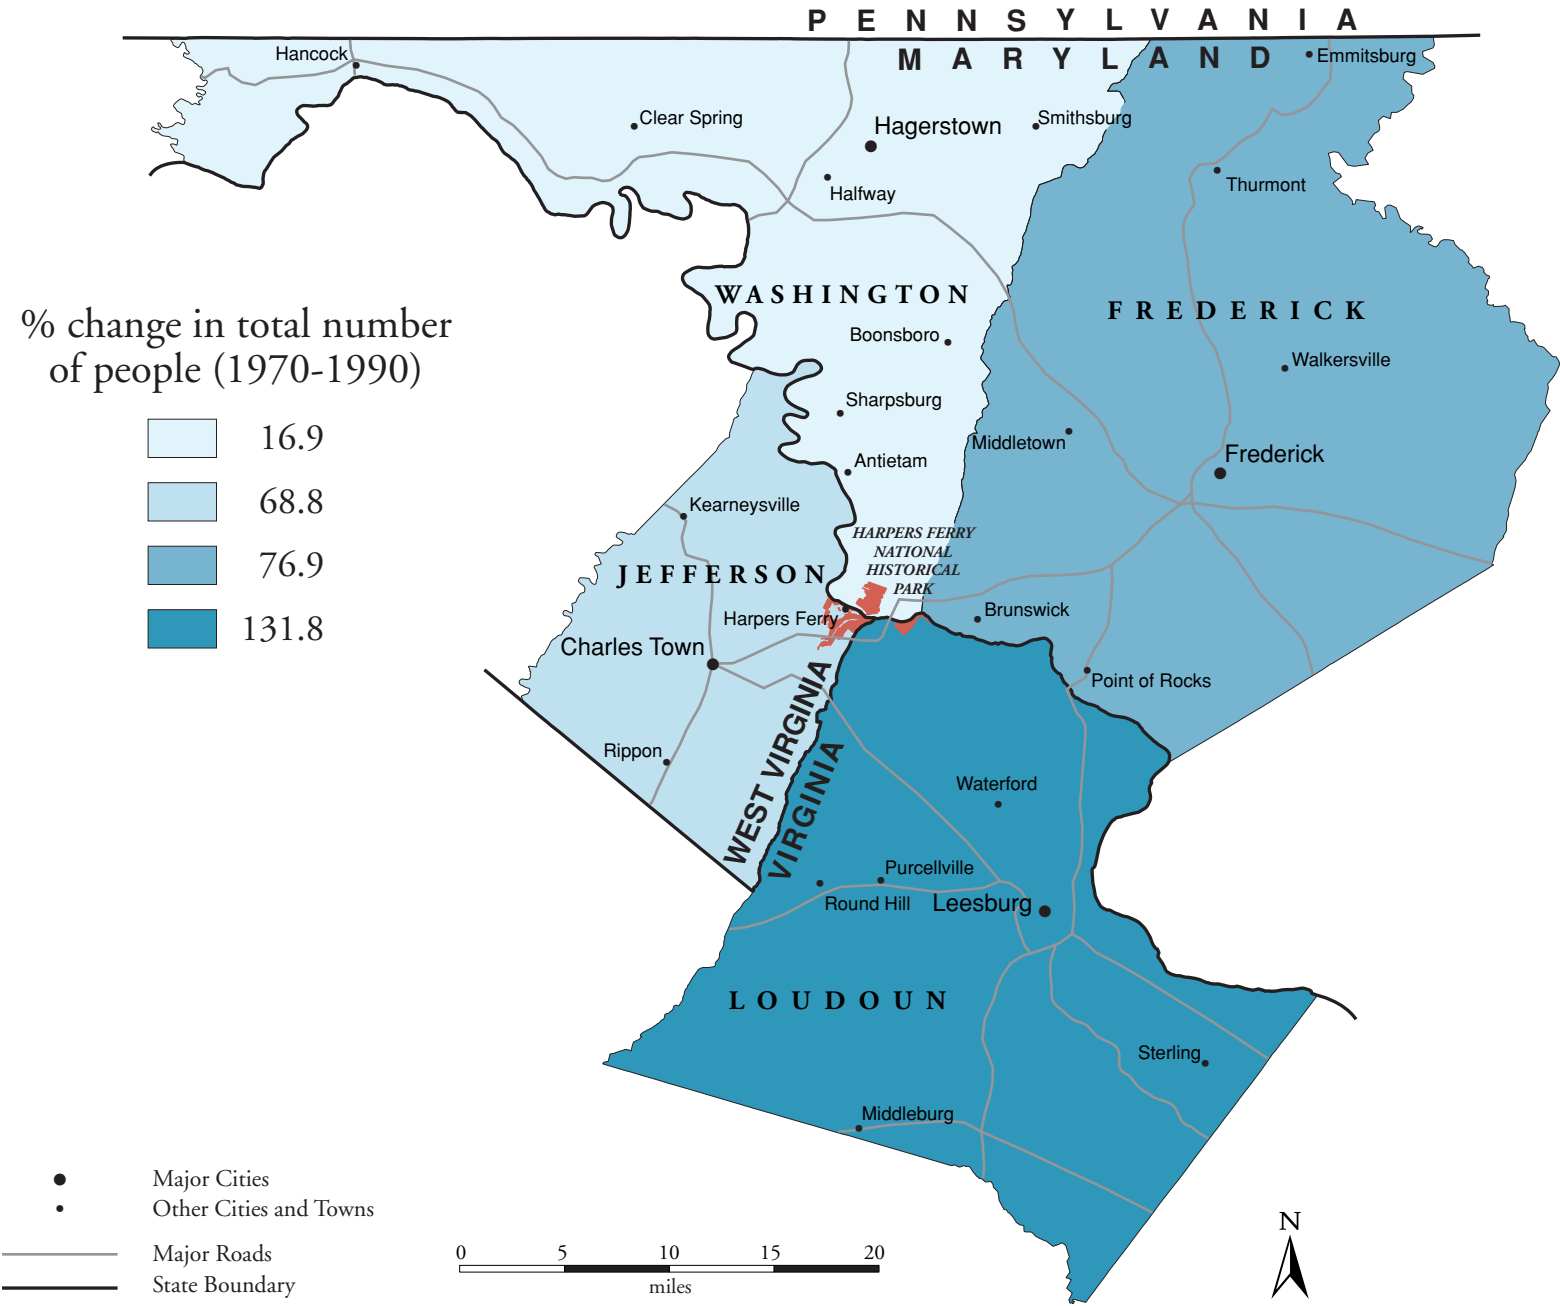 PENNSYLVANIA
MARYLAND
Hancock
Emmitsburg
Clear Spring
Hagerstown
Smithsburg
Halfway
Thurmont
WASHINGTON
FREDERICK
% change in total number
of people (1970-1990)
16.9
68.8
76.9
131.8
Boonsboro
Walkersville
Sharpsburg
Middletown
Frederick
Antietam
Kearneysville
HARPERS FERRY
NATIONAL
HISTORICAL
PARK
JEFFERSON
Harpers Ferry
Brunswick
Charles Town
Point of Rocks
WEST VIRGINIA
VIRGINIA
Rippon
Waterford
Purcellville
Round Hill
Leesburg
LOUDOUN
Sterling
Middleburg
Major Cities
Other Cities and Towns
Major Roads
State Boundary
0 5 10 15 20
miles
N